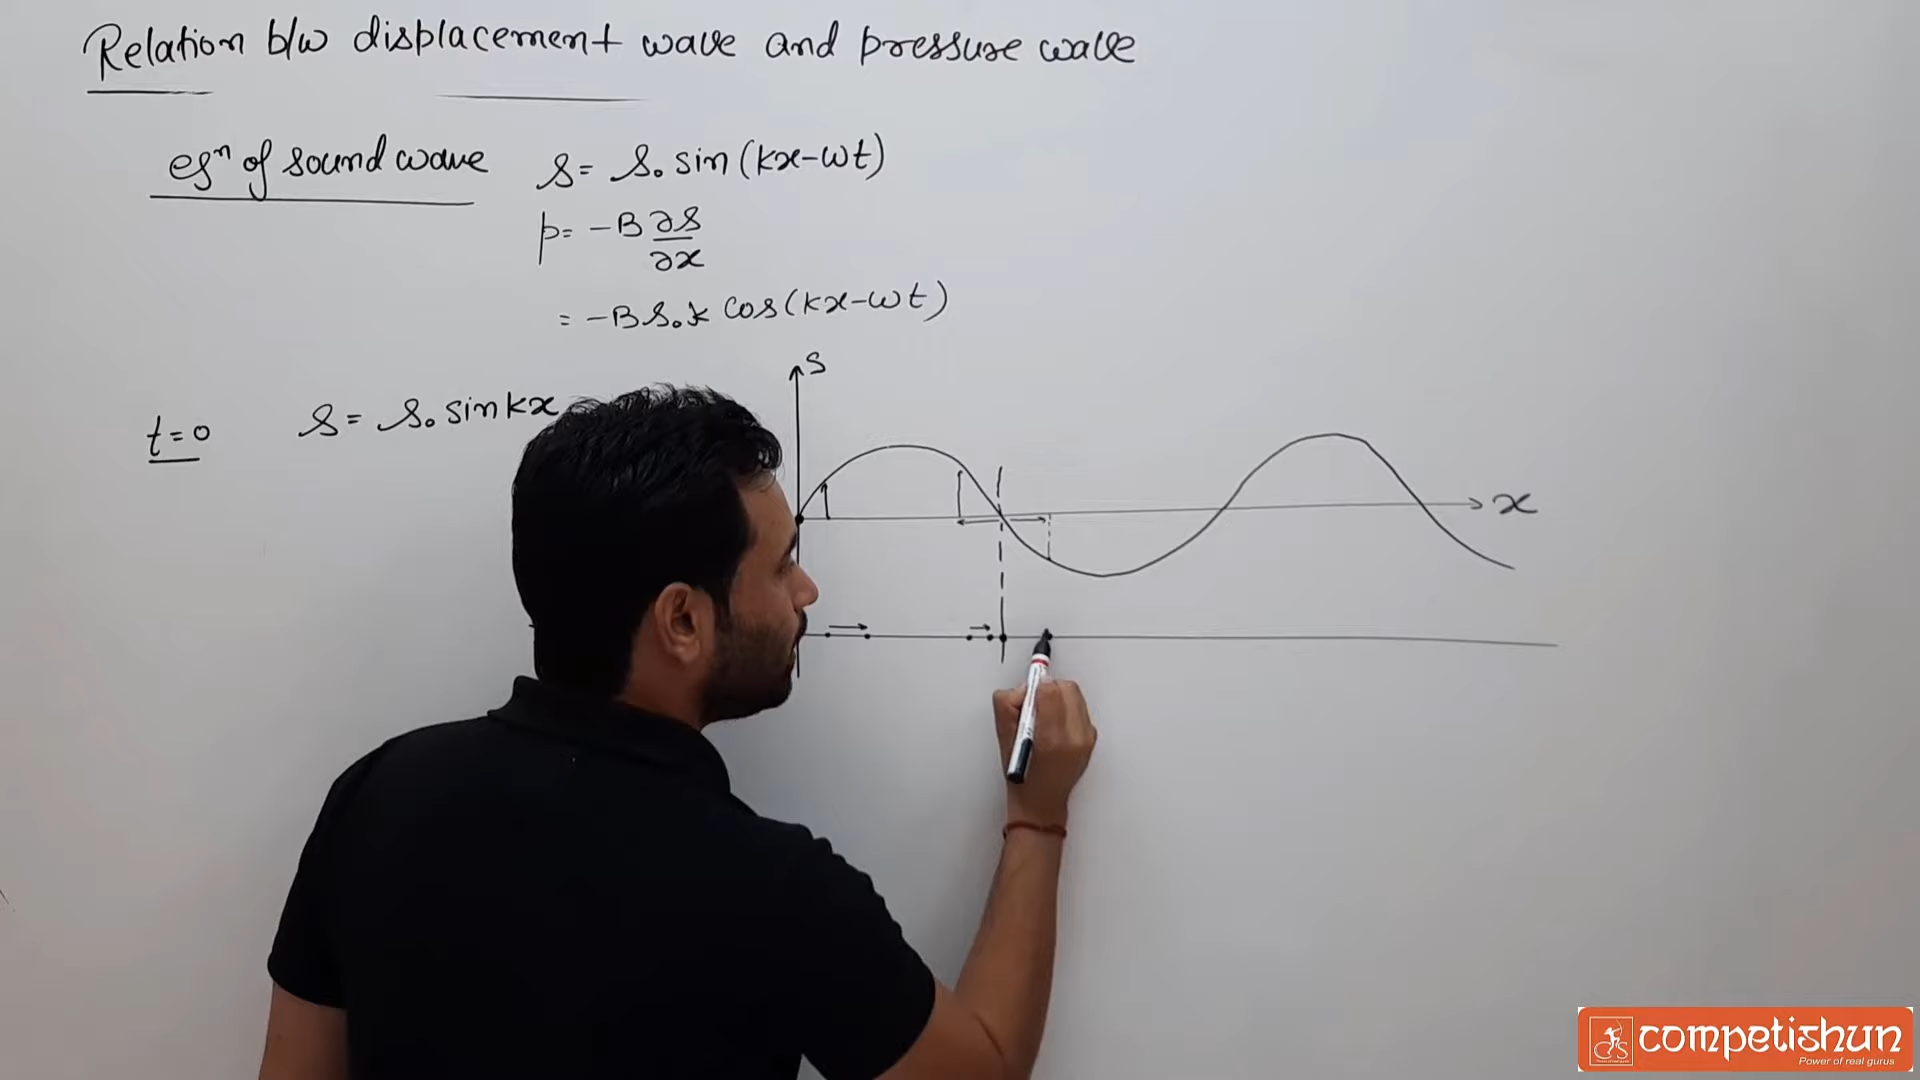 Relation b/w displacement wave and pressure wave
eqⁿ of sound wave s = s₀ sin (kx-ωt)
p = -B ∂s/∂x
= -Bs₀k cos(kx-ωt)
s
t=0 s = s₀ sin kx
x
competishun
Power of real gurus